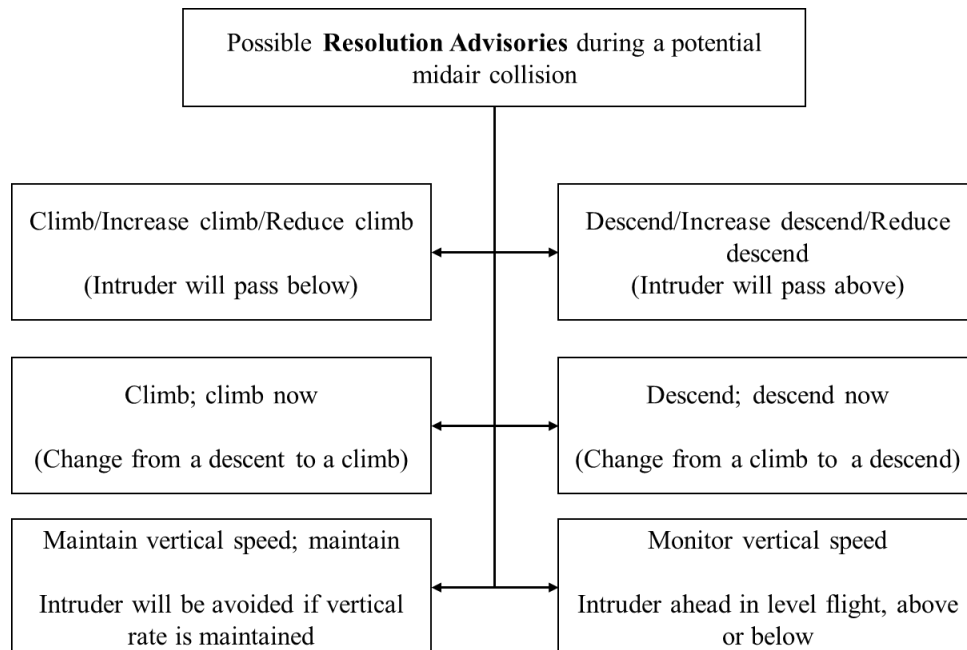 Possible Resolution Advisories during a potential
midair collision
Climb/Increase climb/Reduce climb
(Intruder will pass below)
Descend/Increase descend/Reduce
descend
(Intruder will pass above)
Climb; climb now
(Change from a descent to a climb)
Descend; descend now
(Change from a climb to a descend)
Maintain vertical speed; maintain
Intruder will be avoided if vertical
rate is maintained
Monitor vertical speed
Intruder ahead in level flight, above
or below